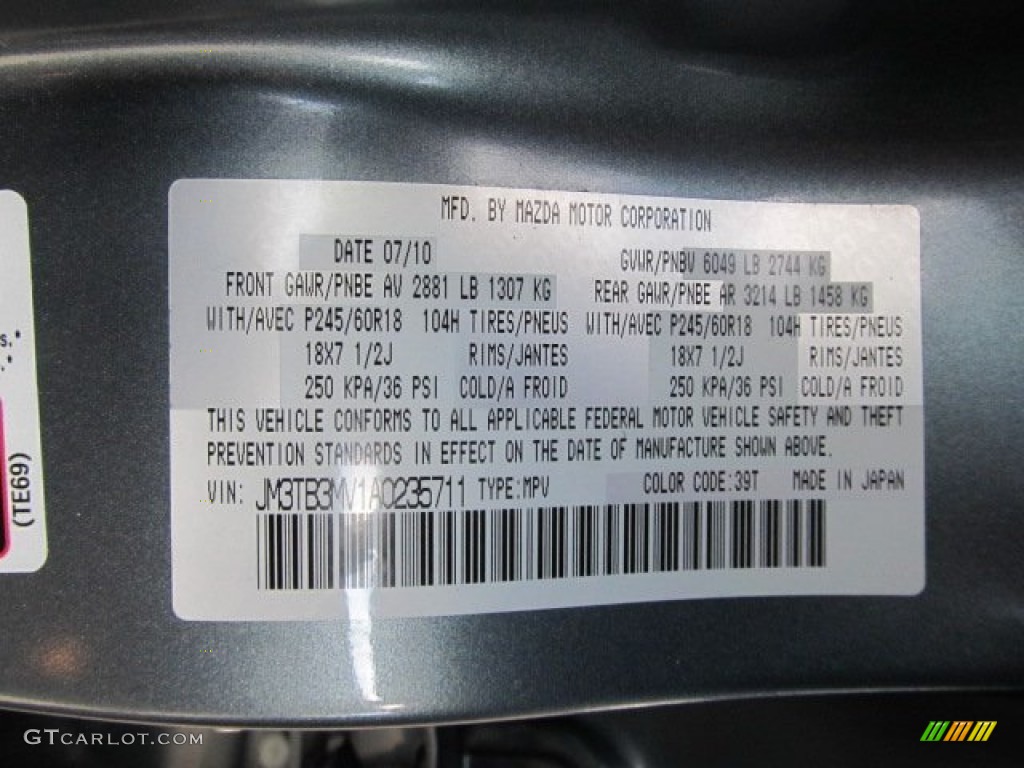 MFD. BY MAZDA MOTOR CORPORATION
DATE 07/10 GVWR/PNBV 6049 LB 2744 KG
FRONT GAWR/PNBE AV 2881 LB 1307 KG REAR GAWR/PNBE AR 3214 LB 1458 KG
WITH/AVEC P245/60R18 104H TIRES/PNEUS WITH/AVEC P245/60R18 104H TIRES/PNEUS
18X7 1/2J RIMS/JANTES 18X7 1/2J RIMS/JANTES
250 KPA/36 PSI COLD/A FROID 250 KPA/36 PSI COLD/A FROID
THIS VEHICLE CONFORMS TO ALL APPLICABLE FEDERAL MOTOR VEHICLE SAFETY AND THEFT
PREVENTION STANDARDS IN EFFECT ON THE DATE OF MANUFACTURE SHOWN ABOVE.
VIN: JM3TB3MV1A0235711 TYPE:MPV COLOR CODE:39T MADE IN JAPAN
(TE69)
GTCARLOT.COM